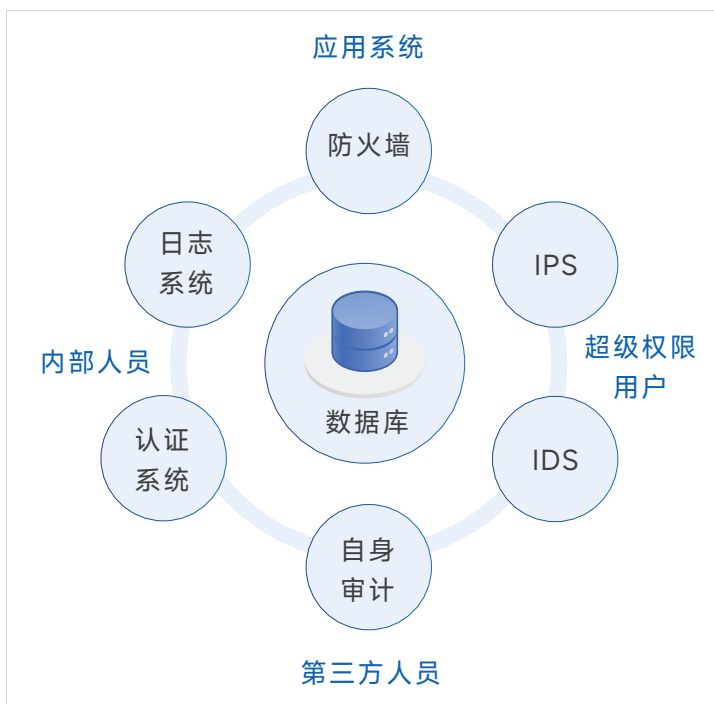 应用系统
防火墙
日志
系统
IPS
内部人员
超级权限
用户
数据库
认证
系统
IDS
自身
审计
第三方人员